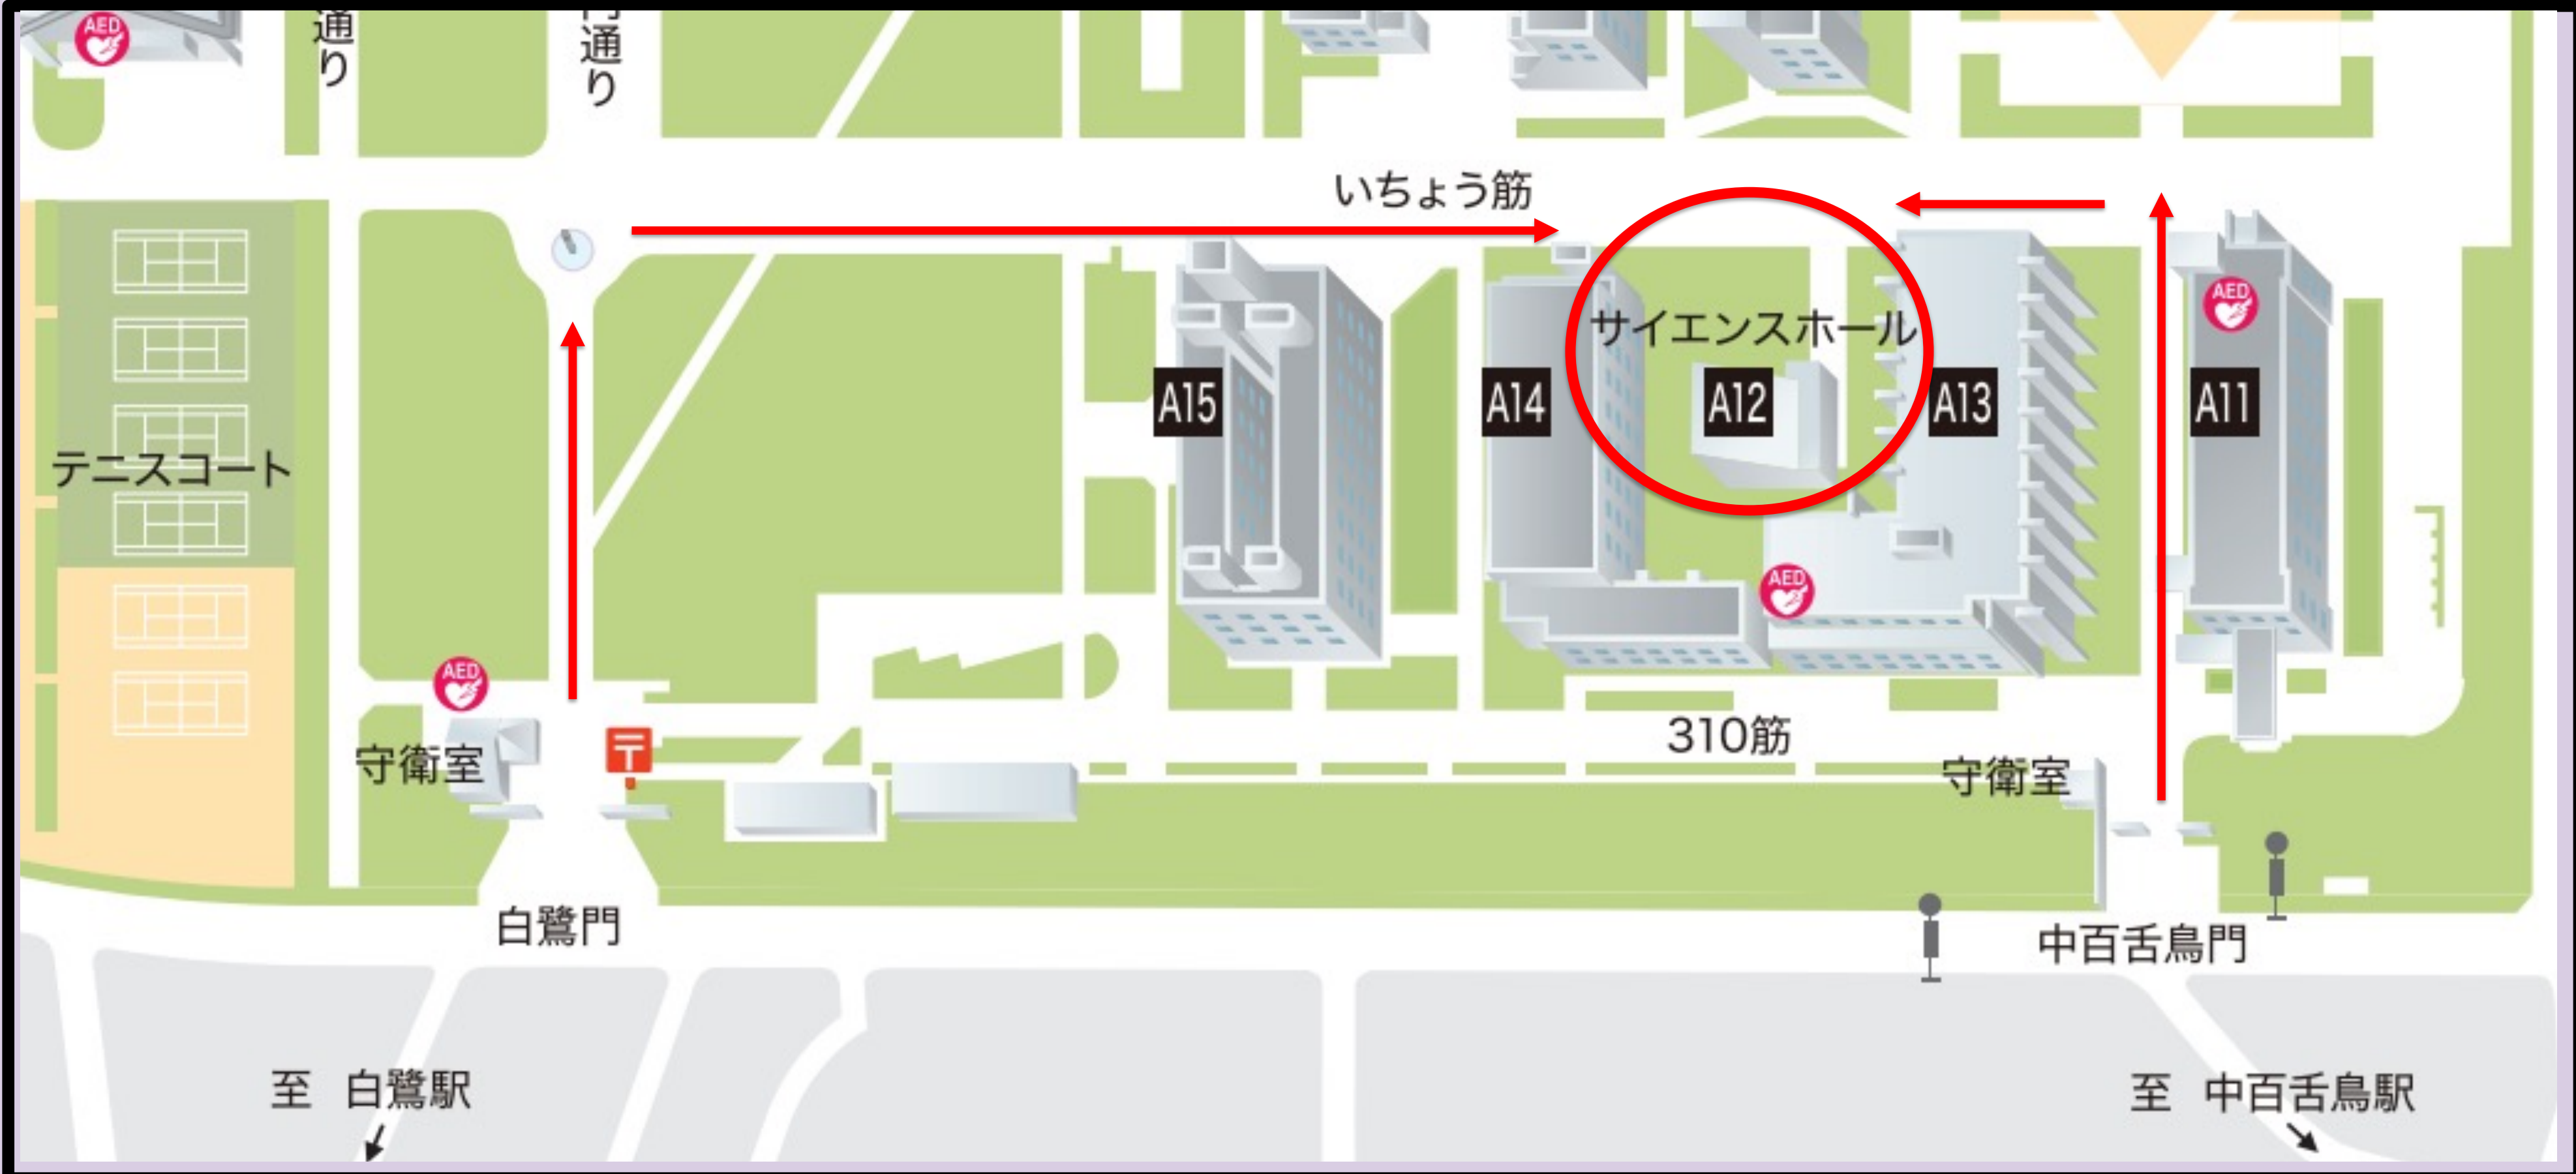 AED
通り
通り
いちょう筋
AED
サイエンスホール
A15
A14
A12
A13
A11
テニスコート
AED
AED
310筋
守衛室
守衛室
白鷺門
中百舌鳥門
至 白鷺駅
至 中百舌鳥駅